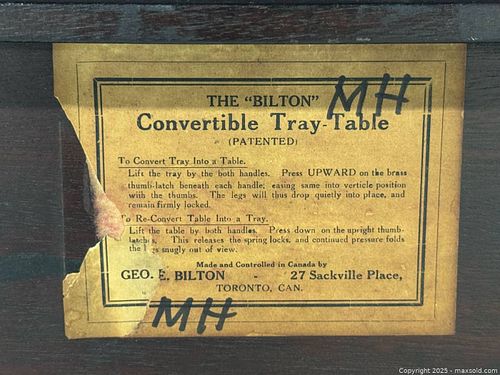 THE "BILTON"
MH
Convertible Tray-Table
(PATENTED)
To Convert Tray Into a Table.
Lift the tray by the both handles. Press UPWARD on the brass
thumb-latch beneath each handle; easing same into verticle position
with the thumbs. The legs will thus drop quietly into place, and
remain firmly locked.
To Re-Convert Table Into a Tray.
Lift the table by both handles. Press down on the upright thumb-
latches. This releases the spring locks, and continued pressure folds
the snugly out of view.
Made and Controlled in Canada by
GEO. E. BILTON - 27 Sackville Place,
TORONTO, CAN.
MH
Copyright © 2025 - maxsold.com